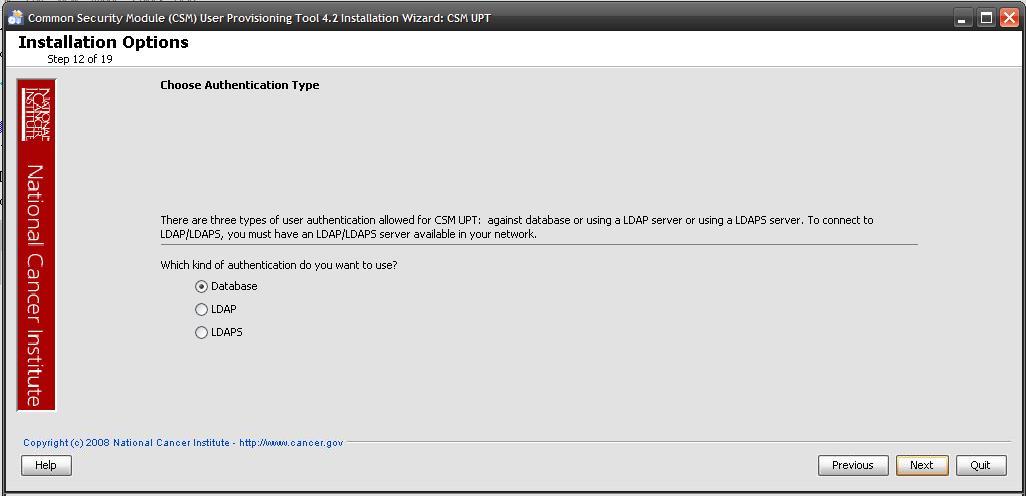 Common Security Module (CSM) User Provisioning Tool 4.2 Installation Wizard: CSM UPT
Installation Options
Step 12 of 19
NATIONAL
CANCER
INSTITUTE
National Cancer Institute
Choose Authentication Type
There are three types of user authentication allowed for CSM UPT:  against database or using a LDAP server or using a LDAPS server. To connect to
LDAP/LDAPS, you must have an LDAP/LDAPS server available in your network.
Which kind of authentication do you want to use?
Database
LDAP
LDAPS
Copyright (c) 2008 National Cancer Institute - http://www.cancer.gov
Help
Previous
Next
Quit